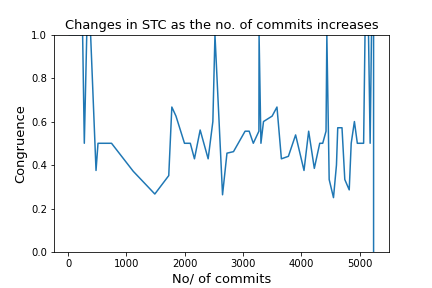 Changes in STC as the no. of commits increases
1.0
0.8
0.6
0.4
0.2
0.0
Congruence
0 1000 2000 3000 4000 5000
No/ of commits